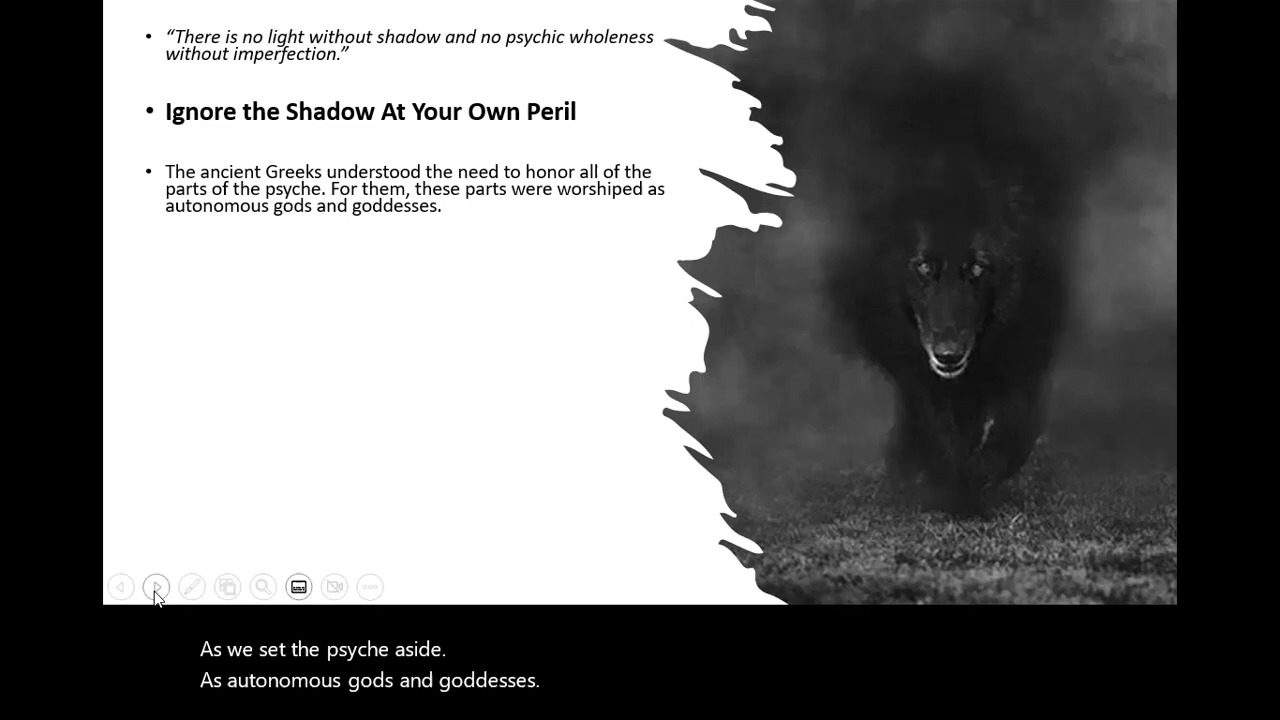 • “There is no light without shadow and no psychic wholeness
without imperfection.”
• Ignore the Shadow At Your Own Peril
• The ancient Greeks understood the need to honor all of the
parts of the psyche. For them, these parts were worshiped as
autonomous gods and goddesses.
As we set the psyche aside.
As autonomous gods and goddesses.